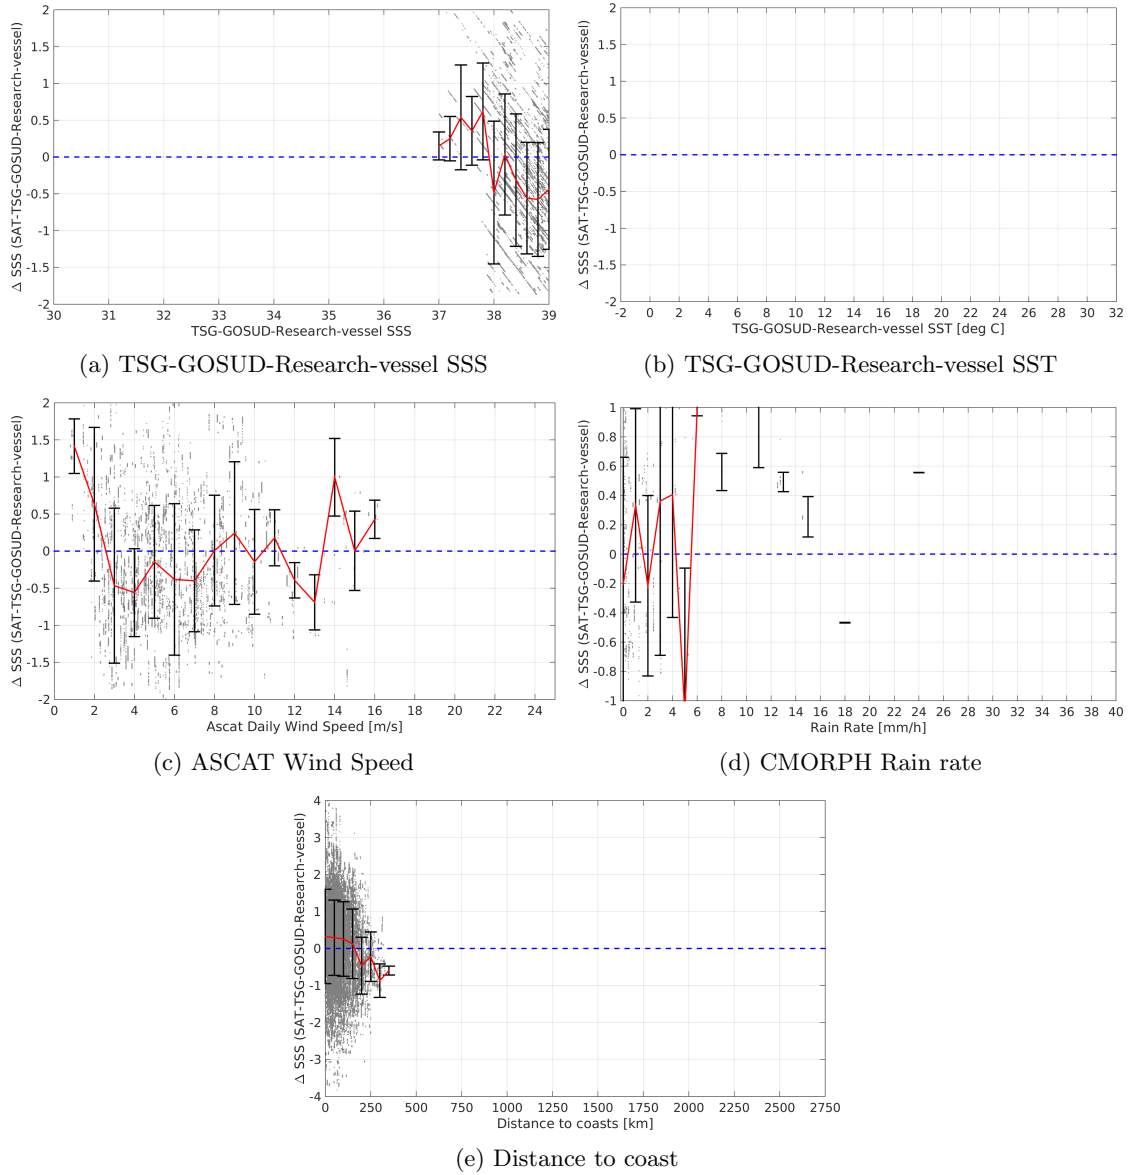 Δ SSS (SAT-TSG-GOSUD-Research-vessel)
2
1.5
1
0.5
0
-0.5
-1
-1.5
-2
30 31 32 33 34 35 36 37 38 39
TSG-GOSUD-Research-vessel SSS
(a) TSG-GOSUD-Research-vessel SSS
Δ SSS (SAT-TSG-GOSUD-Research-vessel)
2
1.5
1
0.5
0
-0.5
-1
-1.5
-2
-2 0 2 4 6 8 10 12 14 16 18 20 22 24 26 28 30 32
TSG-GOSUD-Research-vessel SST [deg C]
(b) TSG-GOSUD-Research-vessel SST
Δ SSS (SAT-TSG-GOSUD-Research-vessel)
2
1.5
1
0.5
0
-0.5
-1
-1.5
-2
0 2 4 6 8 10 12 14 16 18 20 22 24
Ascat Daily Wind Speed [m/s]
(c) ASCAT Wind Speed
Δ SSS (SAT-TSG-GOSUD-Research-vessel)
1
0.8
0.6
0.4
0.2
0
-0.2
-0.4
-0.6
-0.8
-1
0 2 4 6 8 10 12 14 16 18 20 22 24 26 28 30 32 34 36 38 40
Rain Rate [mm/h]
(d) CMORPH Rain rate
Δ SSS (SAT-TSG-GOSUD-Research-vessel)
4
3
2
1
0
-1
-2
-3
-4
0 250 500 750 1000 1250 1500 1750 2000 2250 2500 2750
Distance to coasts [km]
(e) Distance to coast